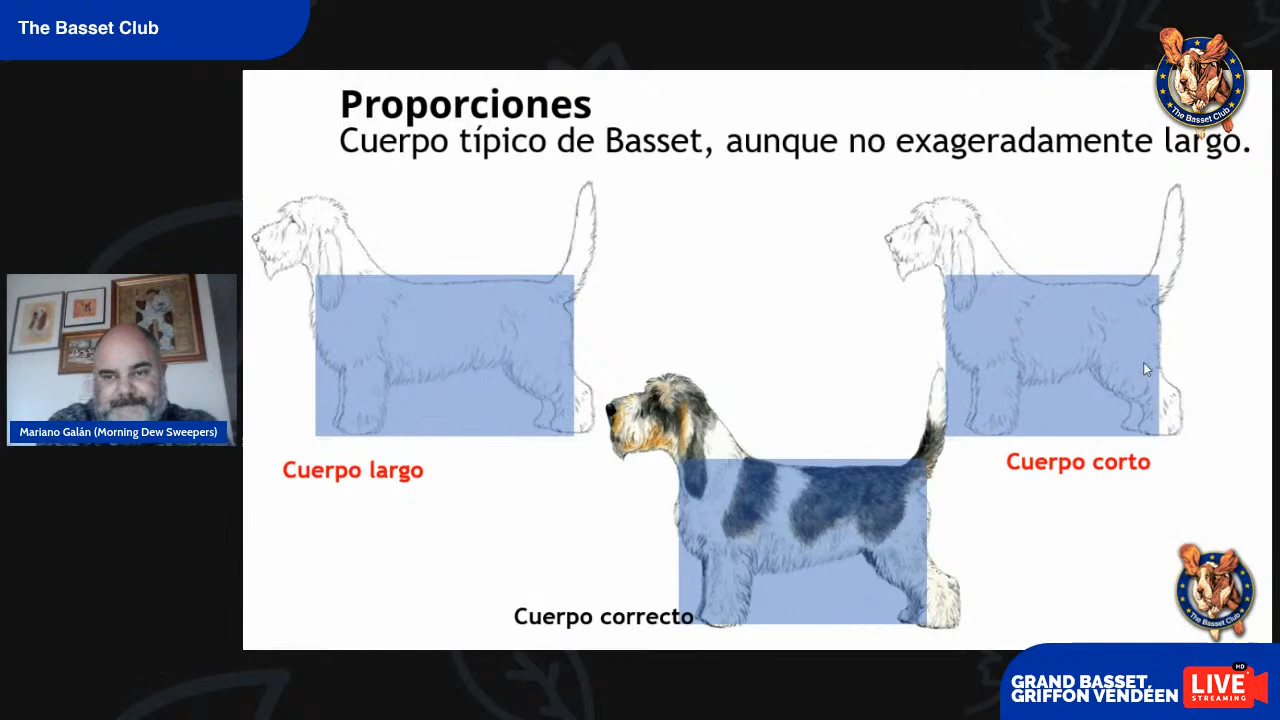 The Basset Club
The Basset Club
Proporciones
Cuerpo típico de Basset, aunque no exageradamente largo.
Mariano Galán (Morning Dew Sweepers)
Cuerpo largo
Cuerpo corto
Cuerpo correcto
The Basset Club
GRAND BASSET
GRIFFON VENDÉEN
HD
LIVE
STREAMING